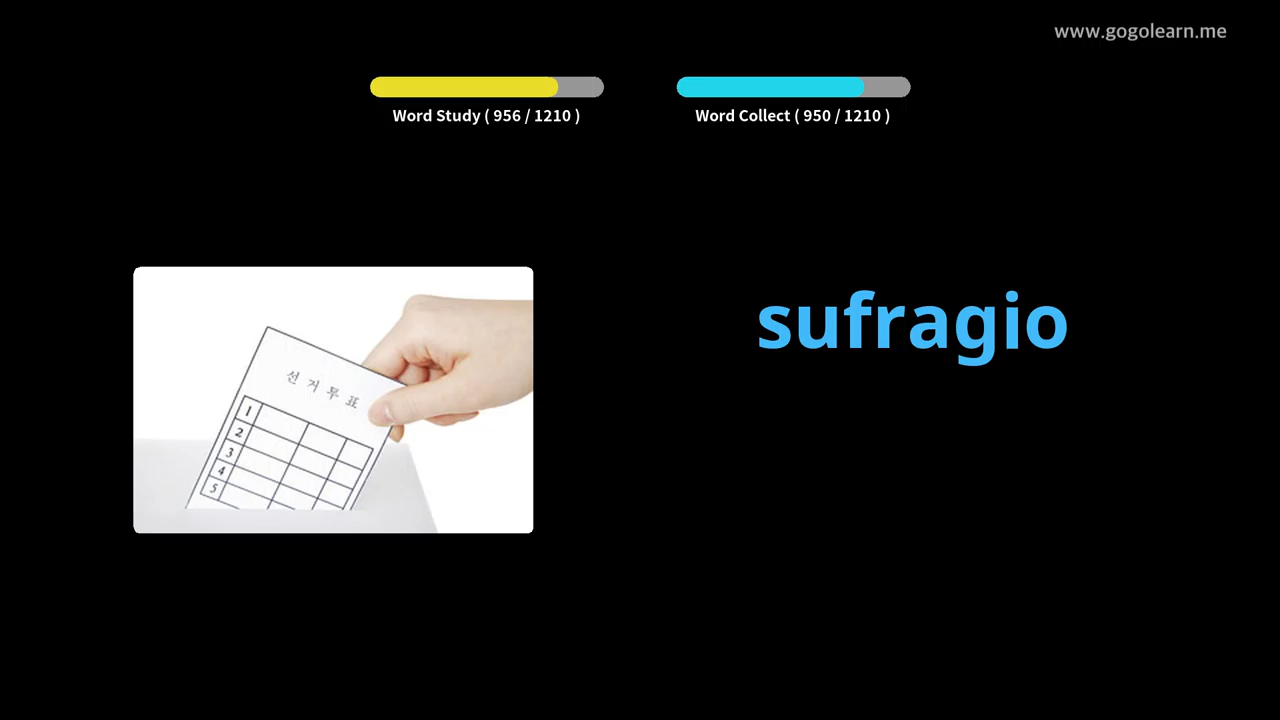 www.gogolearn.me
Word Study ( 956 / 1210 )
Word Collect ( 950 / 1210 )
sufragio
선거투표
1
2
3
4
5